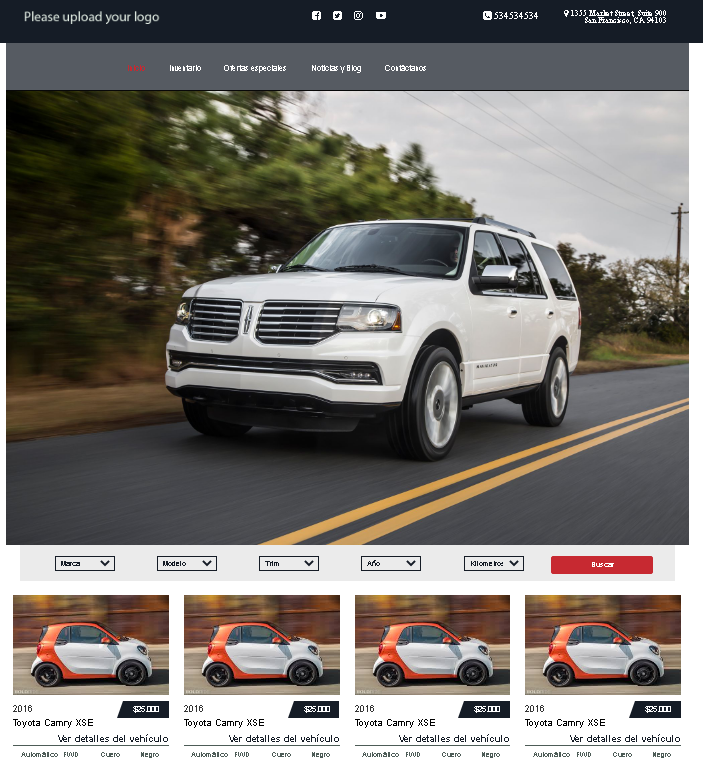 Please upload your logo
534534534
1355 Market Street, Suite 900
San Francisco, CA 94103
Inicio Inventario Ofertas especiales Noticias y Blog Contáctanos
Marca Modelo Trim Año Kilometros Buscar
2016 $25,000 2016 $25,000 2016 $25,000 2016 $25,000
Toyota Camry XSE Toyota Camry XSE Toyota Camry XSE Toyota Camry XSE
Ver detalles del vehículo Ver detalles del vehículo Ver detalles del vehículo Ver detalles del vehículo
Automático FWD Cuero Negro Automático FWD Cuero Negro Automático FWD Cuero Negro Automático FWD Cuero Negro